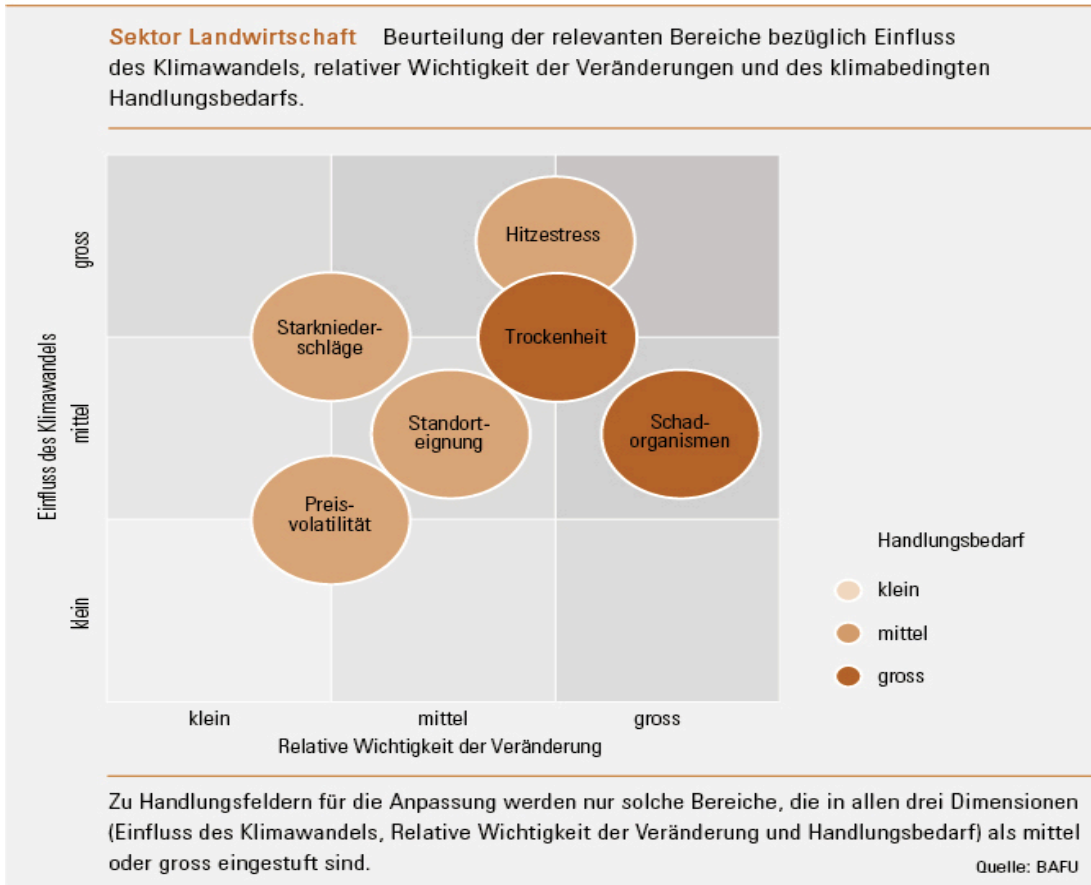 Sektor Landwirtschaft Beurteilung der relevanten Bereiche bezüglich Einfluss
des Klimawandels, relativer Wichtigkeit der Veränderungen und des klimabedingten
Handlungsbedarfs.
Einfluss des Klimawandels
gross
mittel
klein
Hitzestress
Starknieder-
schläge
Trockenheit
Standort-
eignung
Schad-
organismen
Preis-
volatilität
Handlungsbedarf
klein
mittel
gross
klein mittel gross
Relative Wichtigkeit der Veränderung
Zu Handlungsfeldern für die Anpassung werden nur solche Bereiche, die in allen drei Dimensionen
(Einfluss des Klimawandels, Relative Wichtigkeit der Veränderung und Handlungsbedarf) als mittel
oder gross eingestuft sind.
Quelle: BAFU